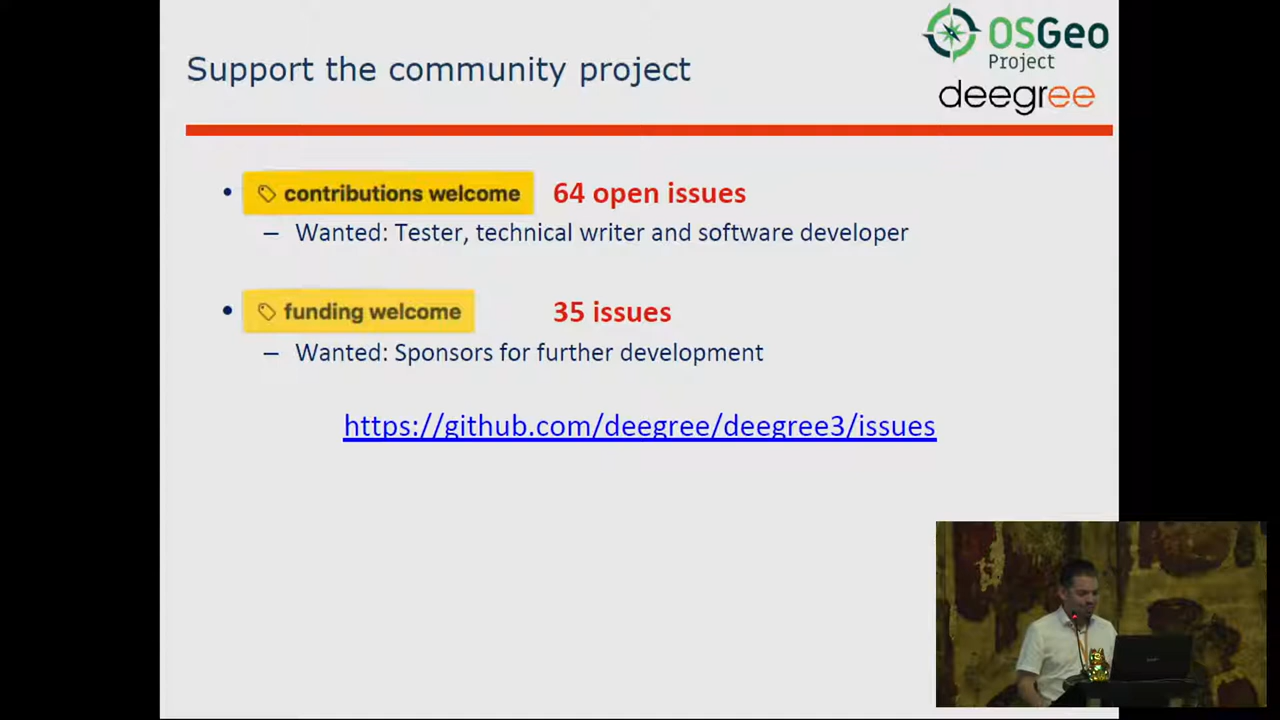 OSGeo
Project
deegree
Support the community project
• contributions welcome 64 open issues
– Wanted: Tester, technical writer and software developer
• funding welcome 35 issues
– Wanted: Sponsors for further development
https://github.com/deegree/deegree3/issues